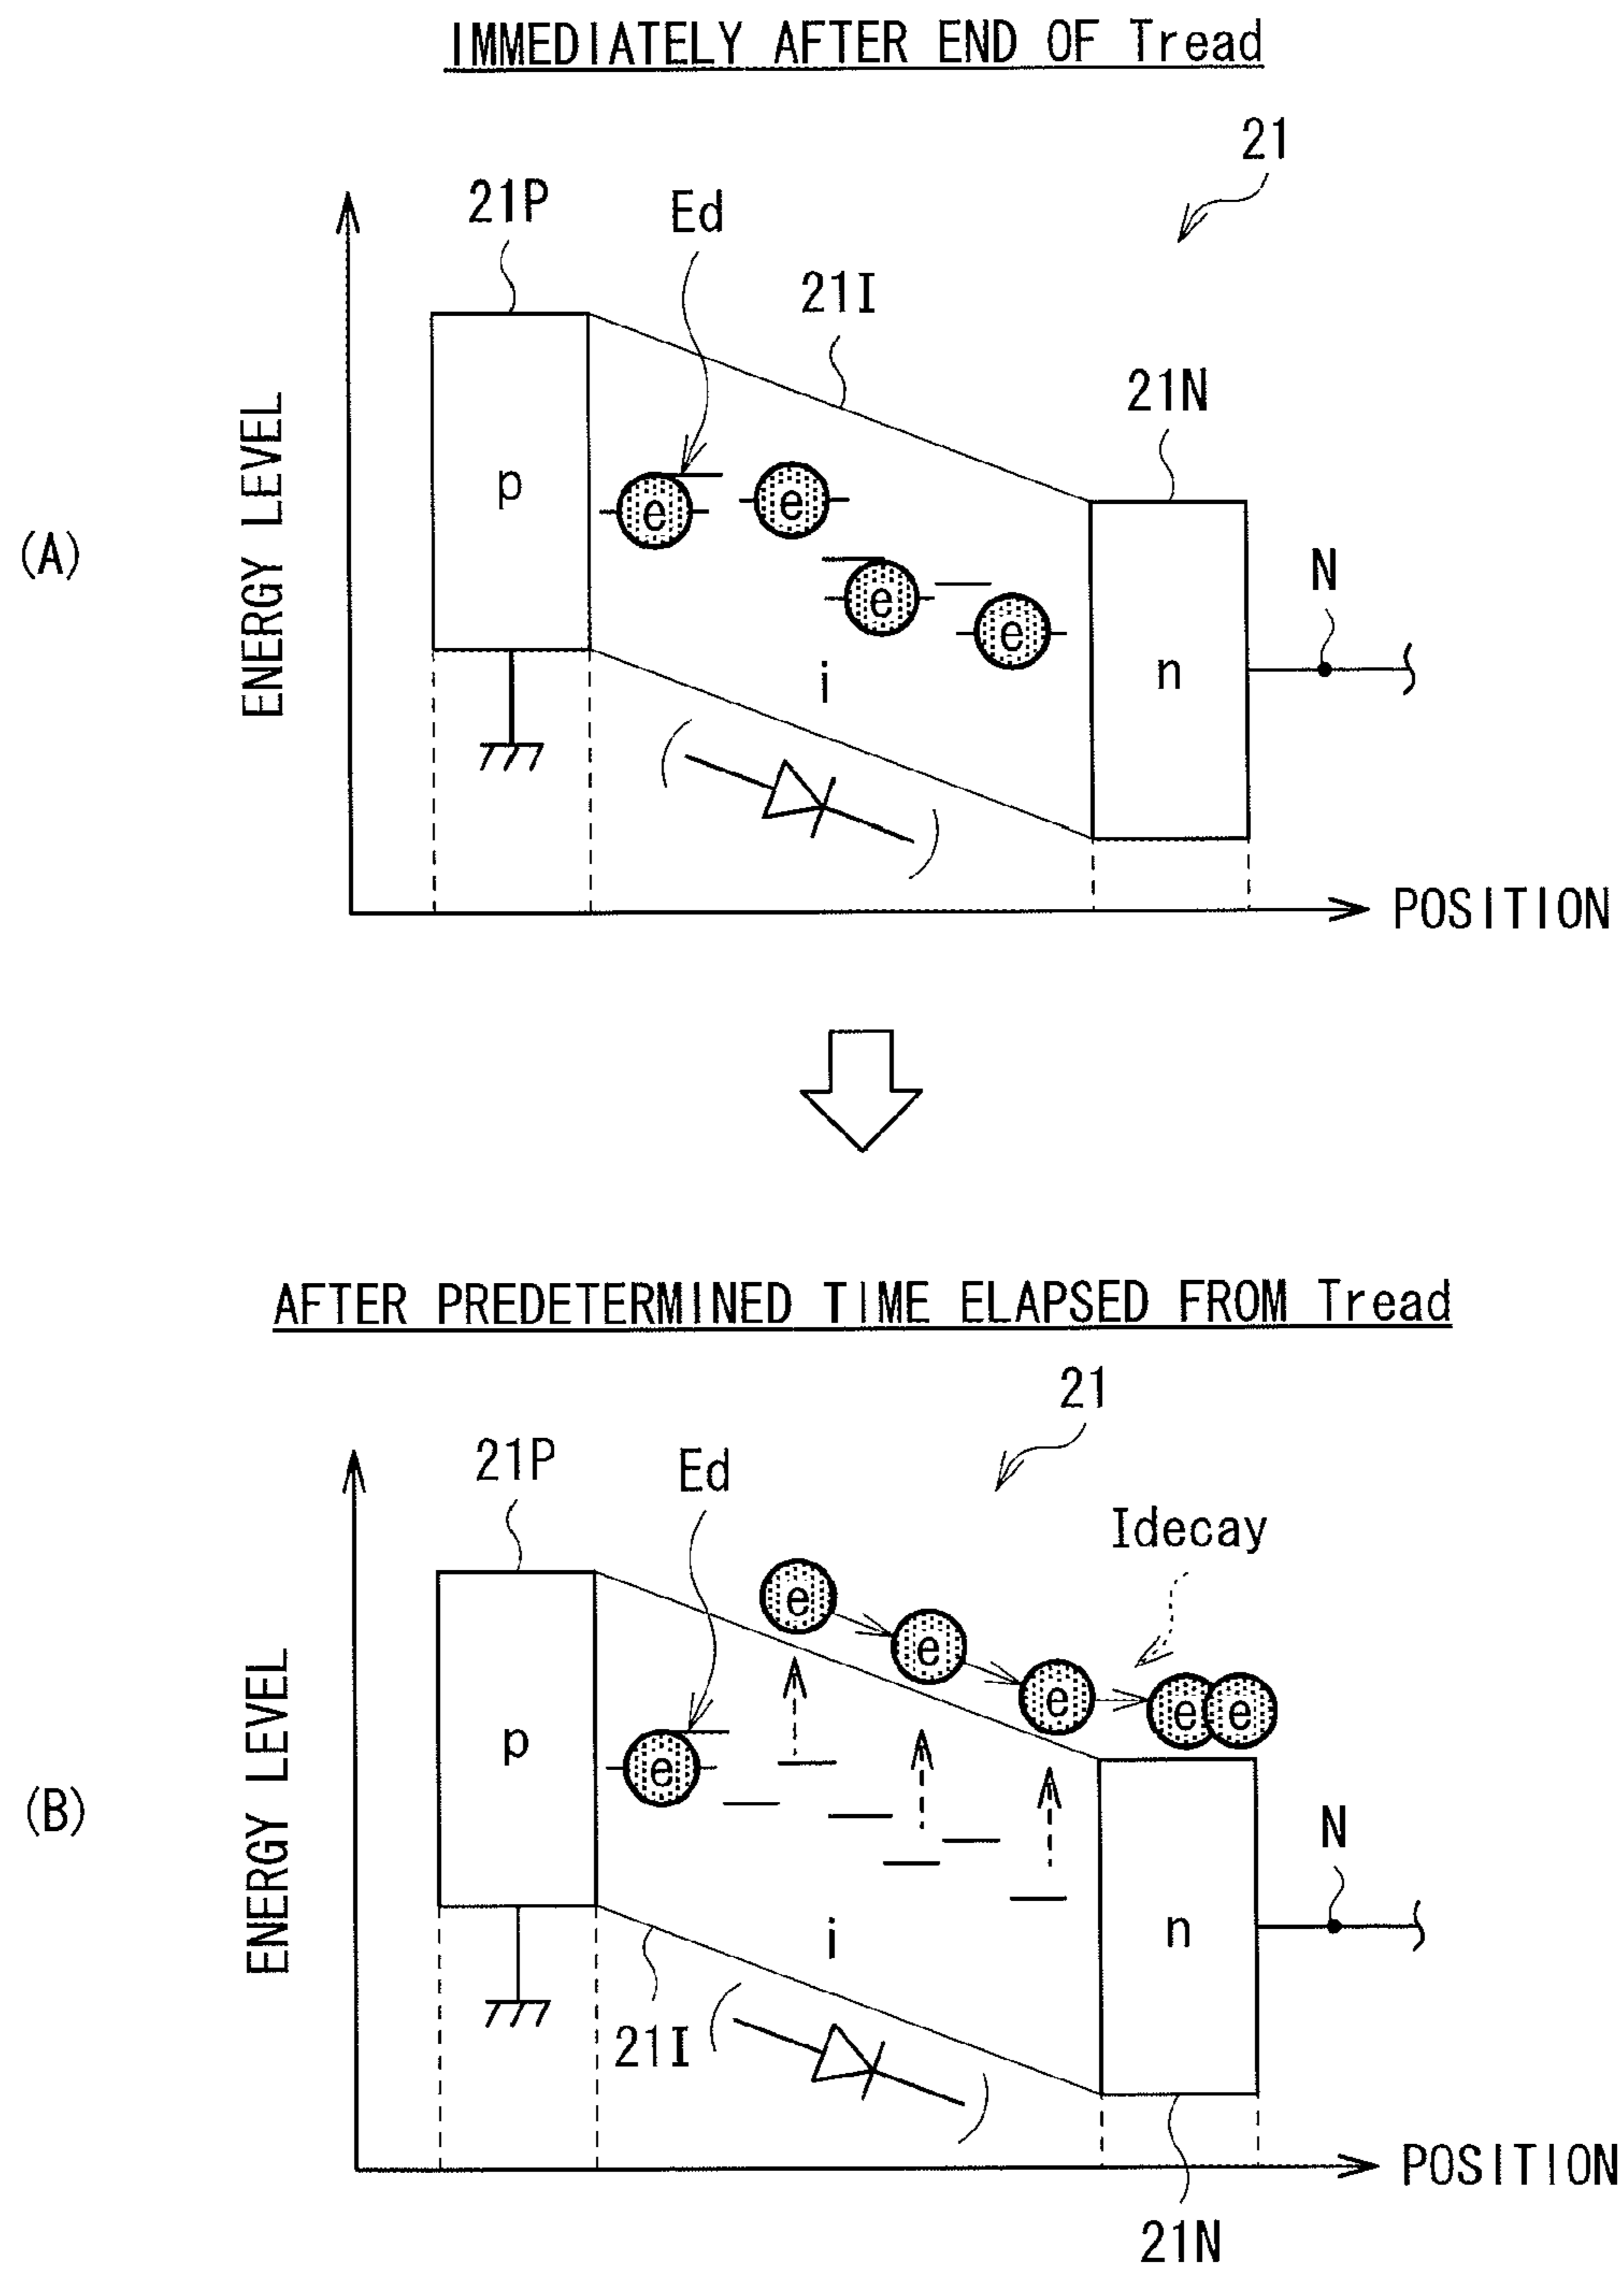 IMMEDIATELY AFTER END OF Tread
21
21P
Ed
21I
21N
ENERGY LEVEL
(A)
p
e
e
e
e
i
n
N
POSITION
AFTER PREDETERMINED TIME ELAPSED FROM Tread
21
21P
Ed
Idecay
ENERGY LEVEL
(B)
p
e
e
e
e
e
e
i
n
N
21I
POSITION
21N